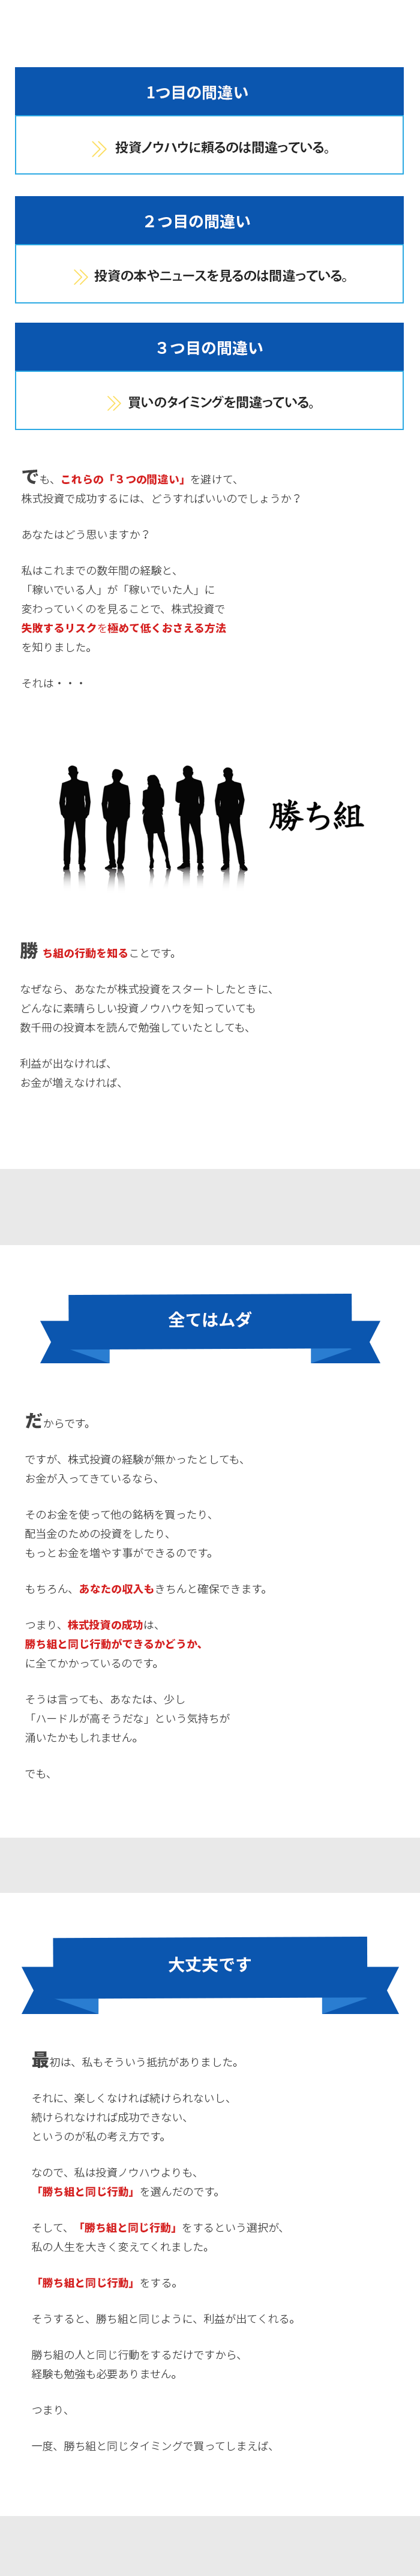 1つ目の間違い
投資ノウハウに頼るのは間違っている。
２つ目の間違い
投資の本やニュースを見るのは間違っている。
３つ目の間違い
買いのタイミングを間違っている。
でも、これらの「３つの間違い」を避けて、
株式投資で成功するには、どうすればいいのでしょうか？
あなたはどう思いますか？
私はこれまでの数年間の経験と、
「稼いでいる人」が「稼いでいた人」に
変わっていくのを見ることで、株式投資で
失敗するリスクを極めて低くおさえる方法
を知りました。
それは・・・
勝ち組
勝ち組の行動を知ることです。
なぜなら、あなたが株式投資をスタートしたときに、
どんなに素晴らしい投資ノウハウを知っていても
数千冊の投資本を読んで勉強していたとしても、
利益が出なければ、
お金が増えなければ、
全てはムダ
だからです。
ですが、株式投資の経験が無かったとしても、
お金が入ってきているなら、
そのお金を使って他の銘柄を買ったり、
配当金のための投資をしたり、
もっとお金を増やす事ができるのです。
もちろん、あなたの収入もきちんと確保できます。
つまり、株式投資の成功は、
勝ち組と同じ行動ができるかどうか、
に全てかかっているのです。
そうは言っても、あなたは、少し
「ハードルが高そうだな」という気持ちが
涌いたかもしれません。
でも、
大丈夫です
最初は、私もそういう抵抗がありました。
それに、楽しくなければ続けられないし、
続けられなければ成功できない、
というのが私の考え方です。
なので、私は投資ノウハウよりも、
「勝ち組と同じ行動」を選んだのです。
そして、「勝ち組と同じ行動」をするという選択が、
私の人生を大きく変えてくれました。
「勝ち組と同じ行動」をする。
そうすると、勝ち組と同じように、利益が出てくれる。
勝ち組の人と同じ行動をするだけですから、
経験も勉強も必要ありません。
つまり、
一度、勝ち組と同じタイミングで買ってしまえば、